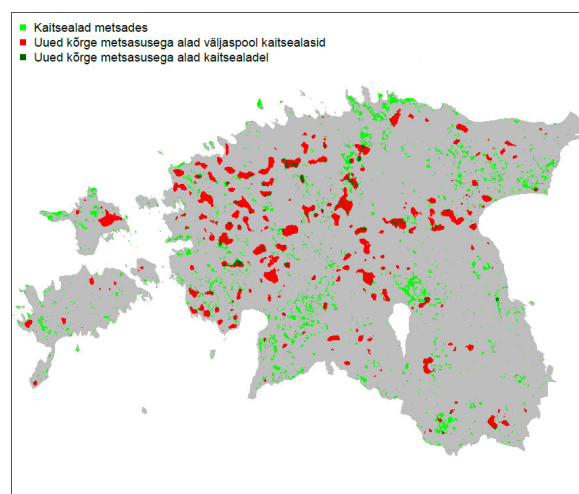 Kaitsealad metsades
Uued kõrge metsasusega alad väljaspool kaitsealasid
Uued kõrge metsasusega alad kaitsealadel